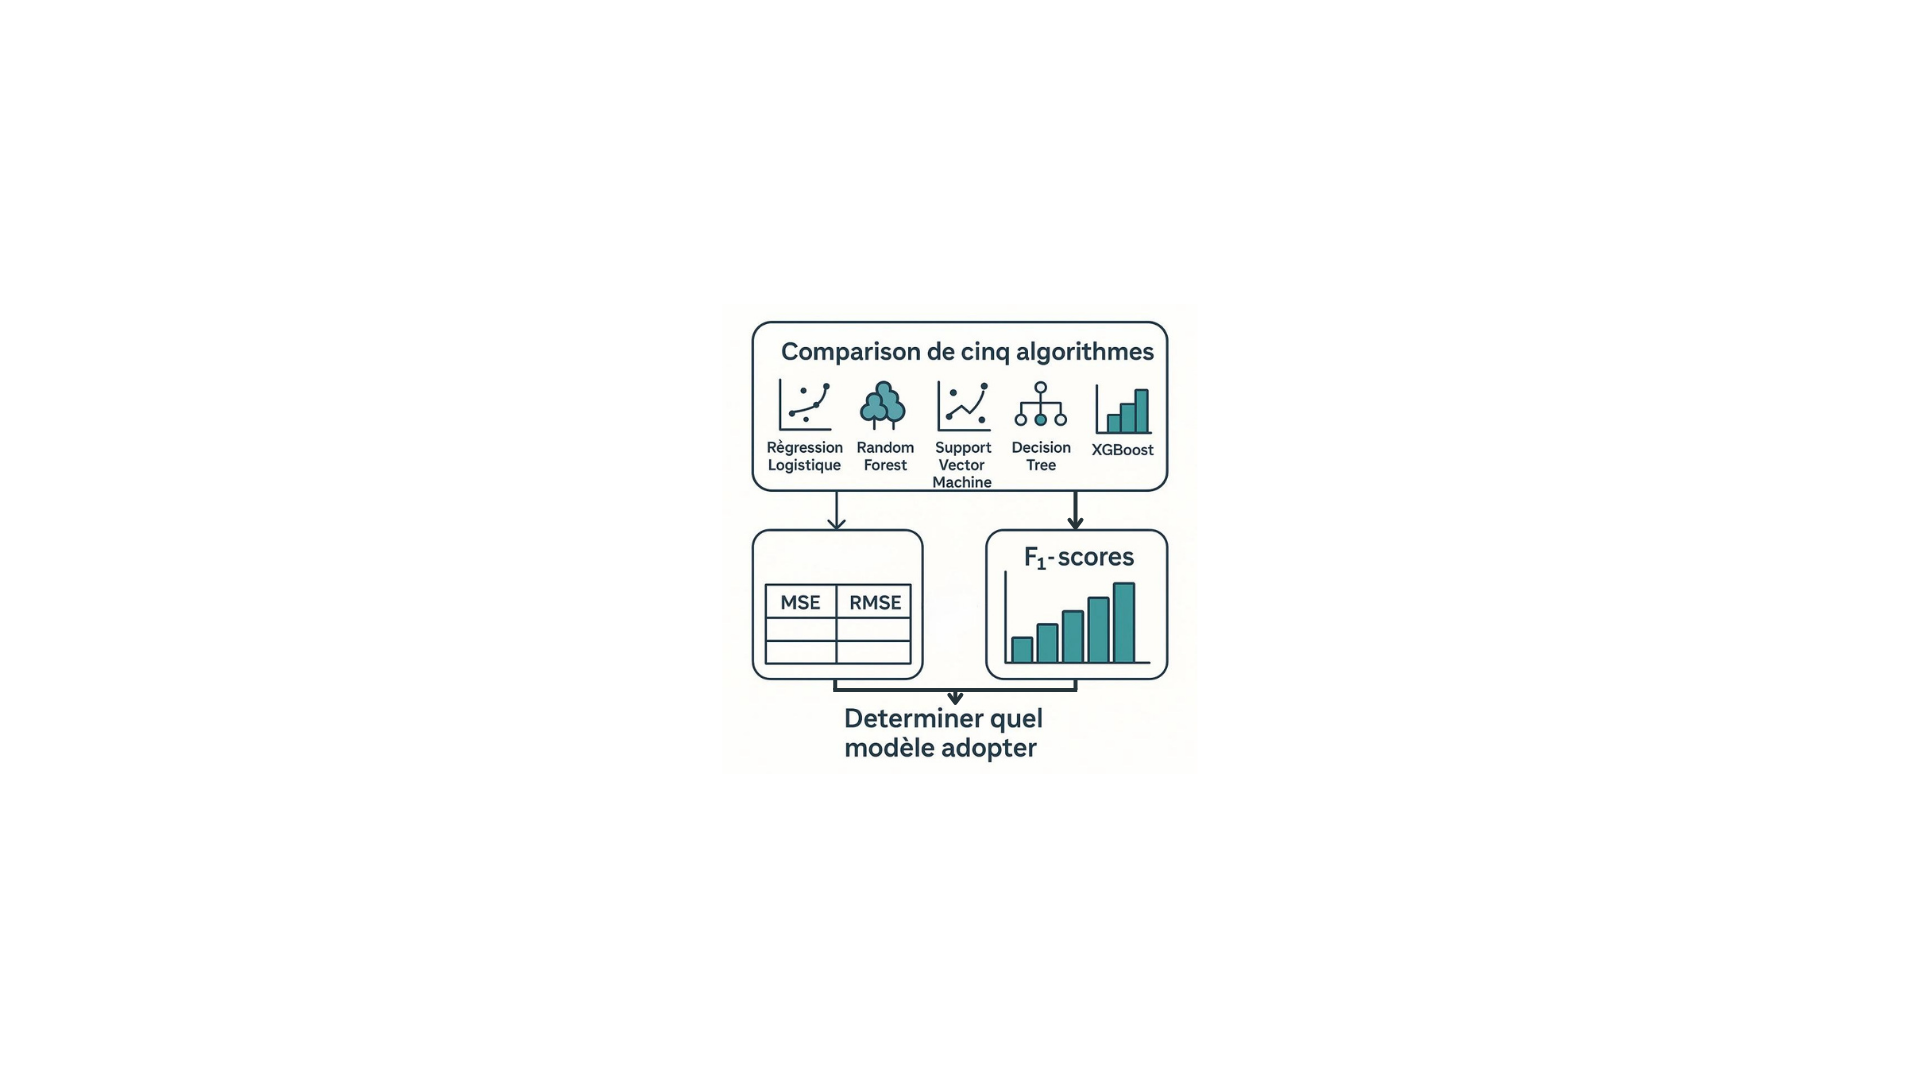 Comparison de cinq algorithmes
Règression
Logistique
Random
Forest
Support
Vector
Machine
Decision
Tree
XGBoost
MSE
RMSE
F₁-scores
Determiner quel
modèle adopter